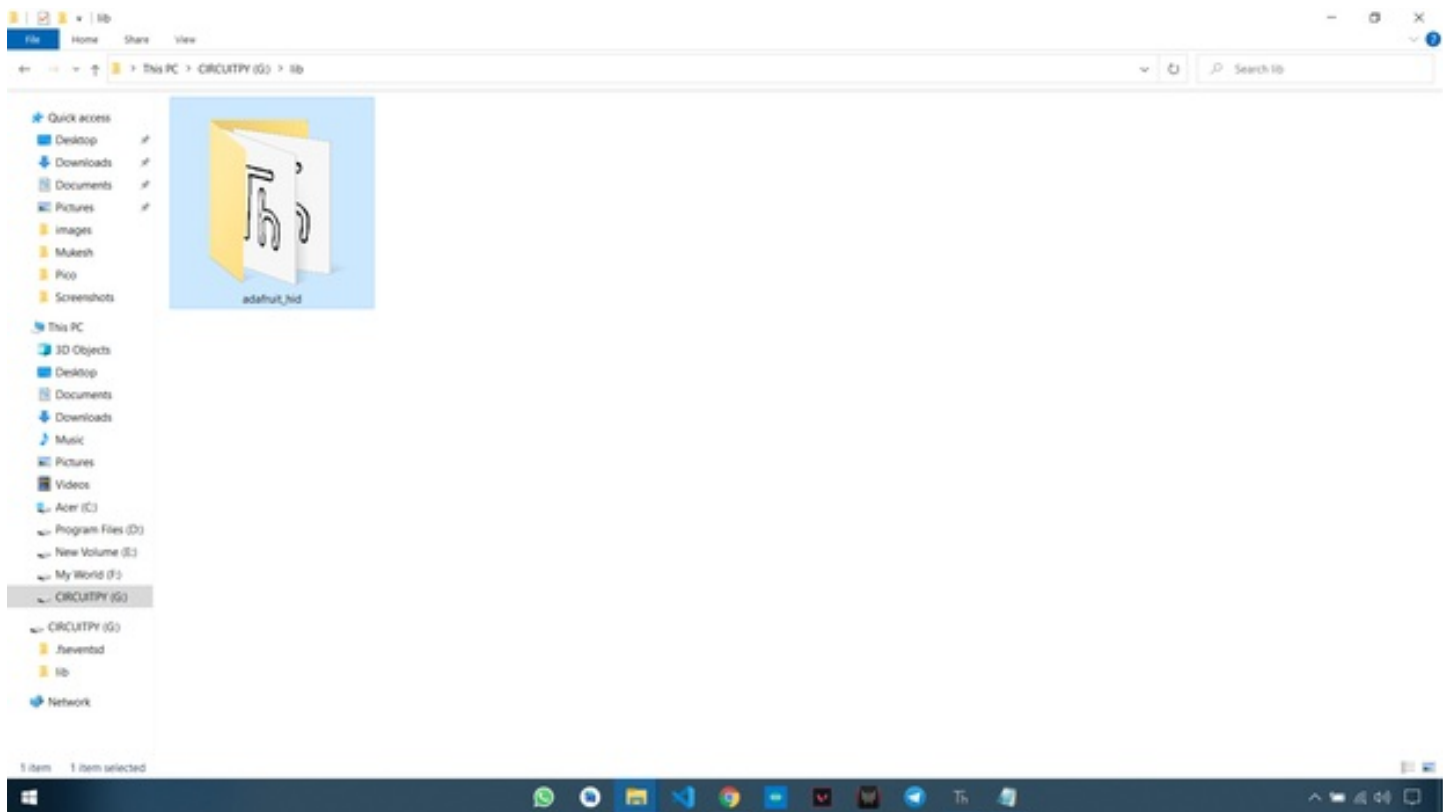 lib
File Home Share View
This PC > CIRCUITPY (G:) > lib
Search lib
Quick access
Desktop
Downloads
Documents
Pictures
images
Mukesh
Pico
Screenshots
This PC
3D Objects
Desktop
Documents
Downloads
Music
Pictures
Videos
Acer (C:)
Program Files (D:)
New Volume (E:)
My World (F:)
CIRCUITPY (G:)
CIRCUITPY (G:)
.fseventsd
lib
Network
Th
adafruit_hid
1 item 1 item selected
Th